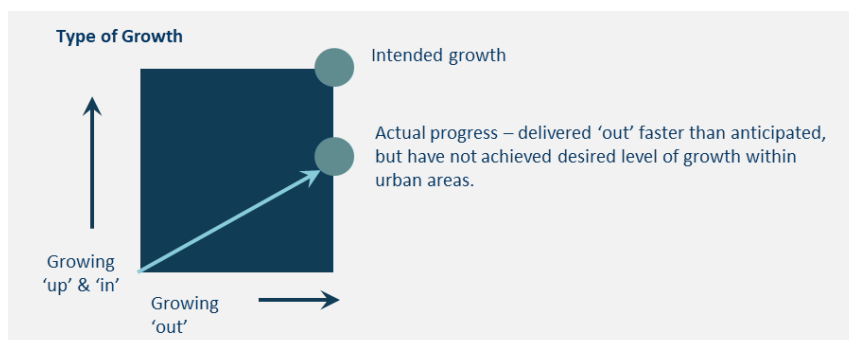 Type of Growth
Intended growth
Actual progress – delivered ‘out’ faster than anticipated,
but have not achieved desired level of growth within
urban areas.
Growing
‘up’ & ‘in’
Growing
‘out’